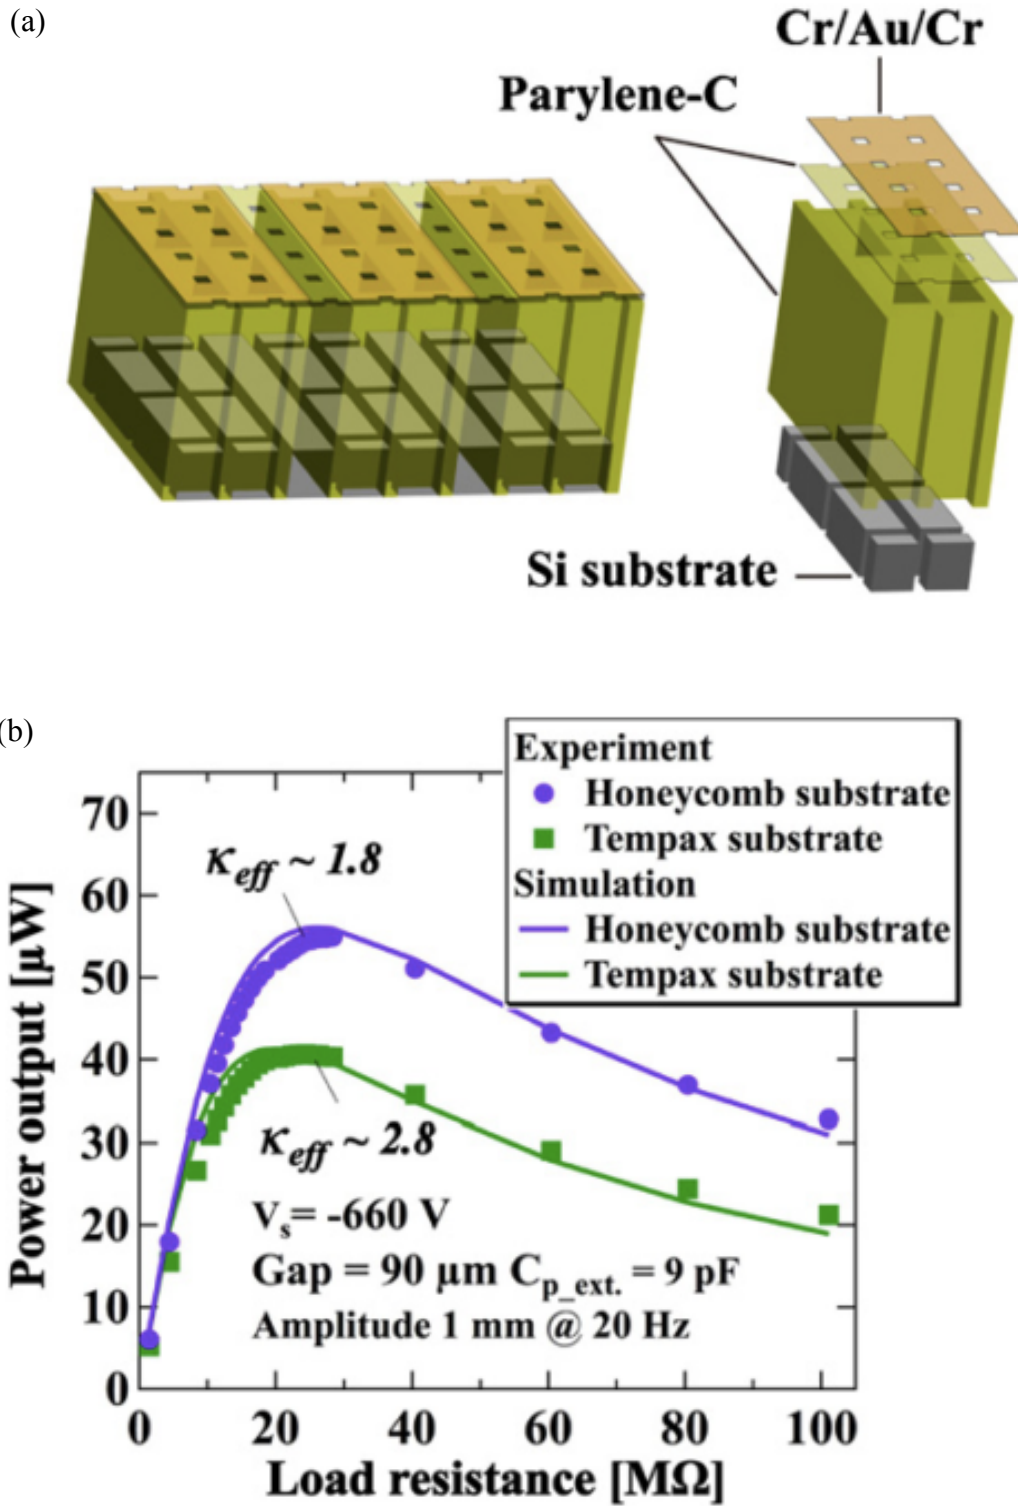 (a)
Cr/Au/Cr
Parylene-C
Si substrate
(b)
Experiment
Honeycomb substrate
Tempax substrate
Simulation
Honeycomb substrate
Tempax substrate
κeff ~ 1.8
κeff ~ 2.8
Vs= -660 V
Gap = 90 μm Cp_ext. = 9 pF
Amplitude 1 mm @ 20 Hz
Power output [μW]
70
60
50
40
30
20
10
0
0 20 40 60 80 100
Load resistance [MΩ]